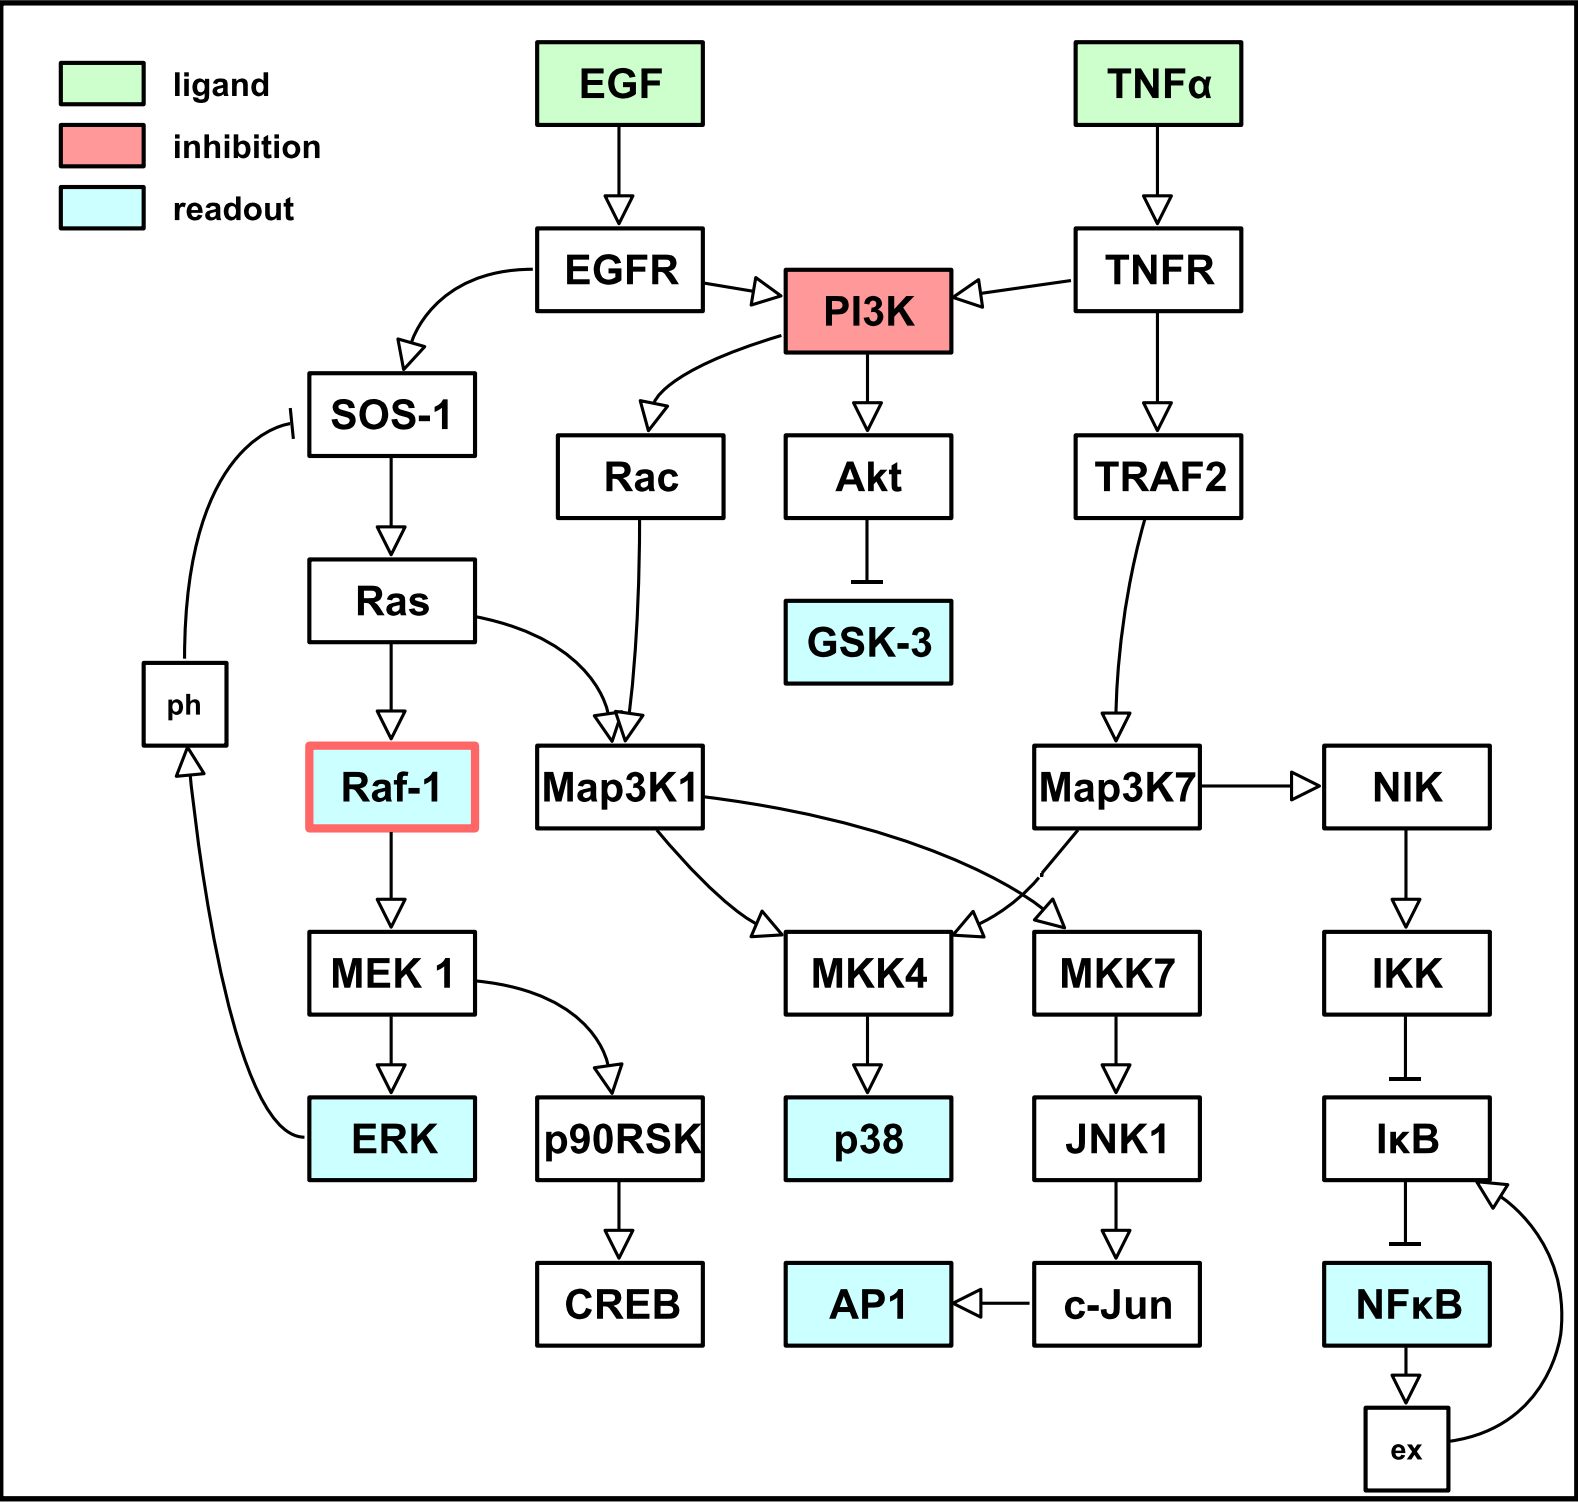 ligand
inhibition
readout
EGF
TNFα
EGFR
TNFR
PI3K
SOS-1
Rac
Akt
TRAF2
Ras
GSK-3
ph
Raf-1
Map3K1
Map3K7
NIK
MEK 1
MKK4
MKK7
IKK
ERK
p90RSK
p38
JNK1
IκB
CREB
AP1
c-Jun
NFκB
ex